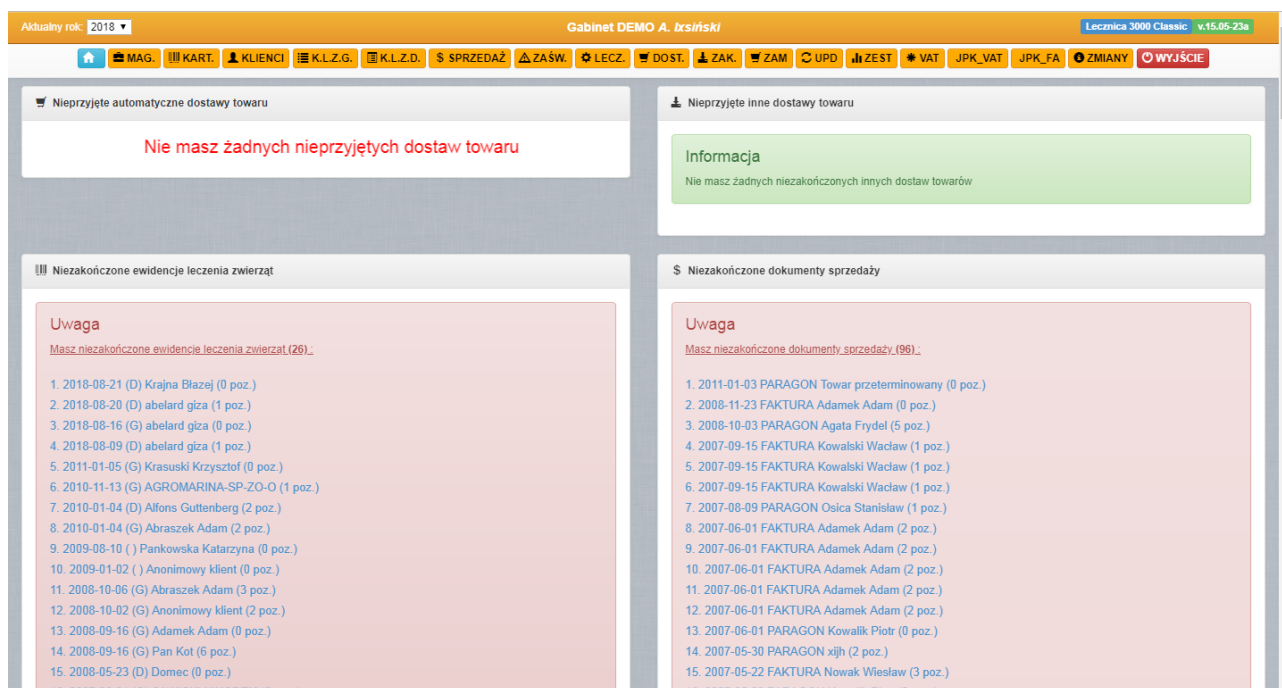 Aktualny rok: 2018 Gabinet DEMO A. Izsiński Lecznica 3000 Classic v.15.05-23a
MAG. KART. KLIENCI K.L.Z.G. K.L.Z.D. $ SPRZEDAŻ ZAŚW. LECZ. DOST. ZAK. ZAM UPD ZEST VAT JPK_VAT JPK_FA ZMIANY WYJŚCIE
Nieprzyjęte automatyczne dostawy towaru
Nie masz żadnych nieprzyjętych dostaw towaru
Nieprzyjęte inne dostawy towaru
Informacja
Nie masz żadnych niezakończonych innych dostaw towarów
Niezakończone ewidencje leczenia zwierząt
Uwaga
Masz niezakończone ewidencje leczenia zwierząt (26) :
1. 2018-08-21 (D) Krajna Błazej (0 poz.)
2. 2018-08-20 (D) abelard giza (1 poz.)
3. 2018-08-16 (G) abelard giza (0 poz.)
4. 2018-08-09 (D) abelard giza (1 poz.)
5. 2011-01-05 (G) Krasuski Krzysztof (0 poz.)
6. 2010-11-13 (G) AGROMARINA-SP-ZO-O (1 poz.)
7. 2010-01-04 (D) Alfons Guttenberg (2 poz.)
8. 2010-01-04 (G) Abraszek Adam (2 poz.)
9. 2009-08-10 ( ) Pankowska Katarzyna (0 poz.)
10. 2009-01-02 ( ) Anonimowy klient (0 poz.)
11. 2008-10-06 (G) Abraszek Adam (3 poz.)
12. 2008-10-02 (G) Anonimowy klient (2 poz.)
13. 2008-09-16 (G) Adamek Adam (0 poz.)
14. 2008-09-16 (G) Pan Kot (6 poz.)
15. 2008-05-23 (D) Domec (0 poz.)
$ Niezakończone dokumenty sprzedaży
Uwaga
Masz niezakończone dokumenty sprzedaży (96) :
1. 2011-01-03 PARAGON Towar przeterminowany (0 poz.)
2. 2008-11-23 FAKTURA Adamek Adam (0 poz.)
3. 2008-10-03 PARAGON Agata Frydel (5 poz.)
4. 2007-09-15 FAKTURA Kowalski Wacław (1 poz.)
5. 2007-09-15 FAKTURA Kowalski Wacław (1 poz.)
6. 2007-09-15 FAKTURA Kowalski Wacław (1 poz.)
7. 2007-08-09 PARAGON Osica Stanisław (1 poz.)
8. 2007-06-01 FAKTURA Adamek Adam (2 poz.)
9. 2007-06-01 FAKTURA Adamek Adam (2 poz.)
10. 2007-06-01 FAKTURA Adamek Adam (2 poz.)
11. 2007-06-01 FAKTURA Adamek Adam (2 poz.)
12. 2007-06-01 FAKTURA Adamek Adam (2 poz.)
13. 2007-06-01 PARAGON Kowalik Piotr (0 poz.)
14. 2007-05-30 PARAGON xijh (2 poz.)
15. 2007-05-22 FAKTURA Nowak Wiesław (3 poz.)